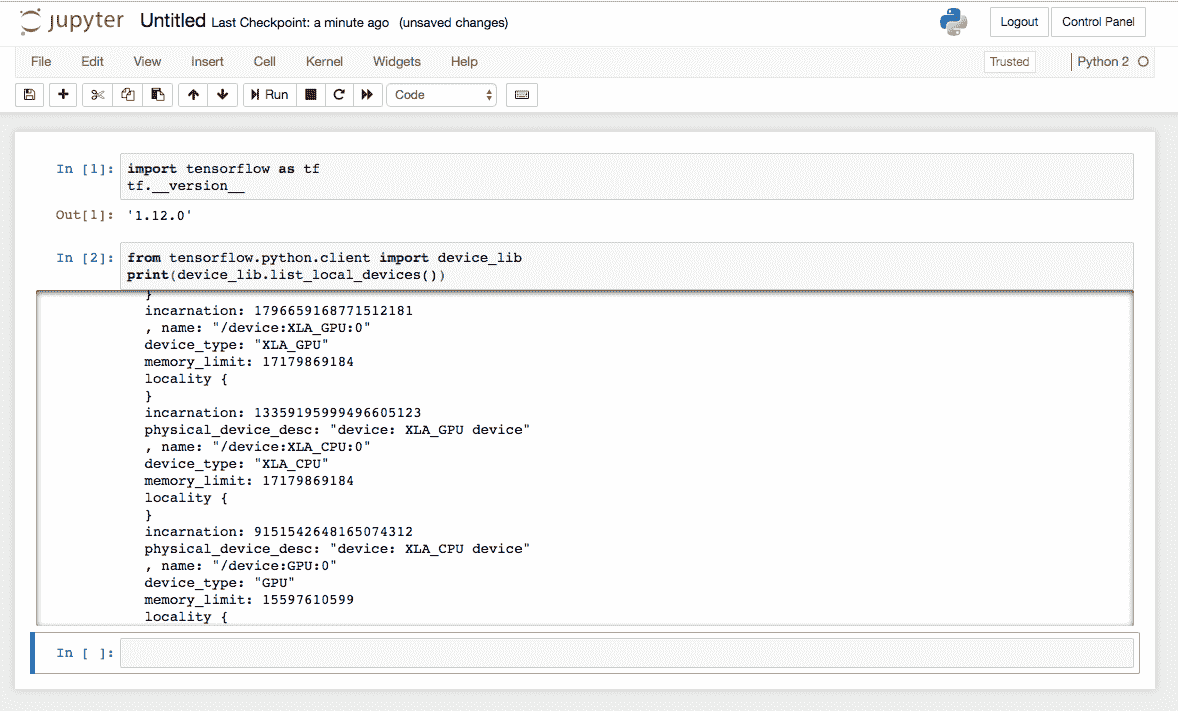 jupyter Untitled Last Checkpoint: a minute ago (unsaved changes) Logout Control Panel
File Edit View Insert Cell Kernel Widgets Help Trusted Python 2
Run Code
In [1]: import tensorflow as tf
tf.__version__
Out[1]: '1.12.0'
In [2]: from tensorflow.python.client import device_lib
print(device_lib.list_local_devices())
}
incarnation: 1796659168771512181
, name: "/device:XLA_GPU:0"
device_type: "XLA_GPU"
memory_limit: 17179869184
locality {
}
incarnation: 13359195999496605123
physical_device_desc: "device: XLA_GPU device"
, name: "/device:XLA_CPU:0"
device_type: "XLA_CPU"
memory_limit: 17179869184
locality {
}
incarnation: 9151542648165074312
physical_device_desc: "device: XLA_CPU device"
, name: "/device:GPU:0"
device_type: "GPU"
memory_limit: 15597610599
locality {
In [ ]: